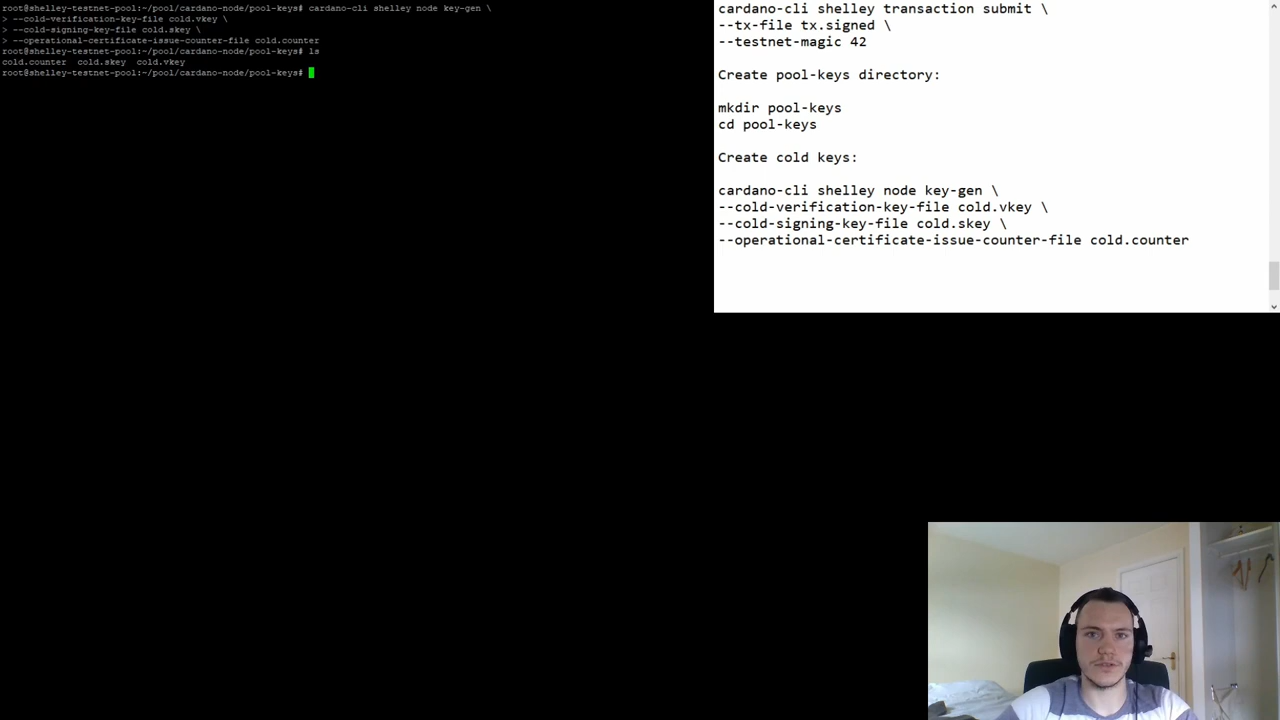 root@shelley-testnet-pool:~/pool/cardano-node/pool-keys# cardano-cli shelley node key-gen \
> --cold-verification-key-file cold.vkey \
> --cold-signing-key-file cold.skey \
> --operational-certificate-issue-counter-file cold.counter
root@shelley-testnet-pool:~/pool/cardano-node/pool-keys# ls
cold.counter  cold.skey  cold.vkey
root@shelley-testnet-pool:~/pool/cardano-node/pool-keys#
cardano-cli shelley transaction submit \
--tx-file tx.signed \
--testnet-magic 42
Create pool-keys directory:
mkdir pool-keys
cd pool-keys
Create cold keys:
cardano-cli shelley node key-gen \
--cold-verification-key-file cold.vkey \
--cold-signing-key-file cold.skey \
--operational-certificate-issue-counter-file cold.counter